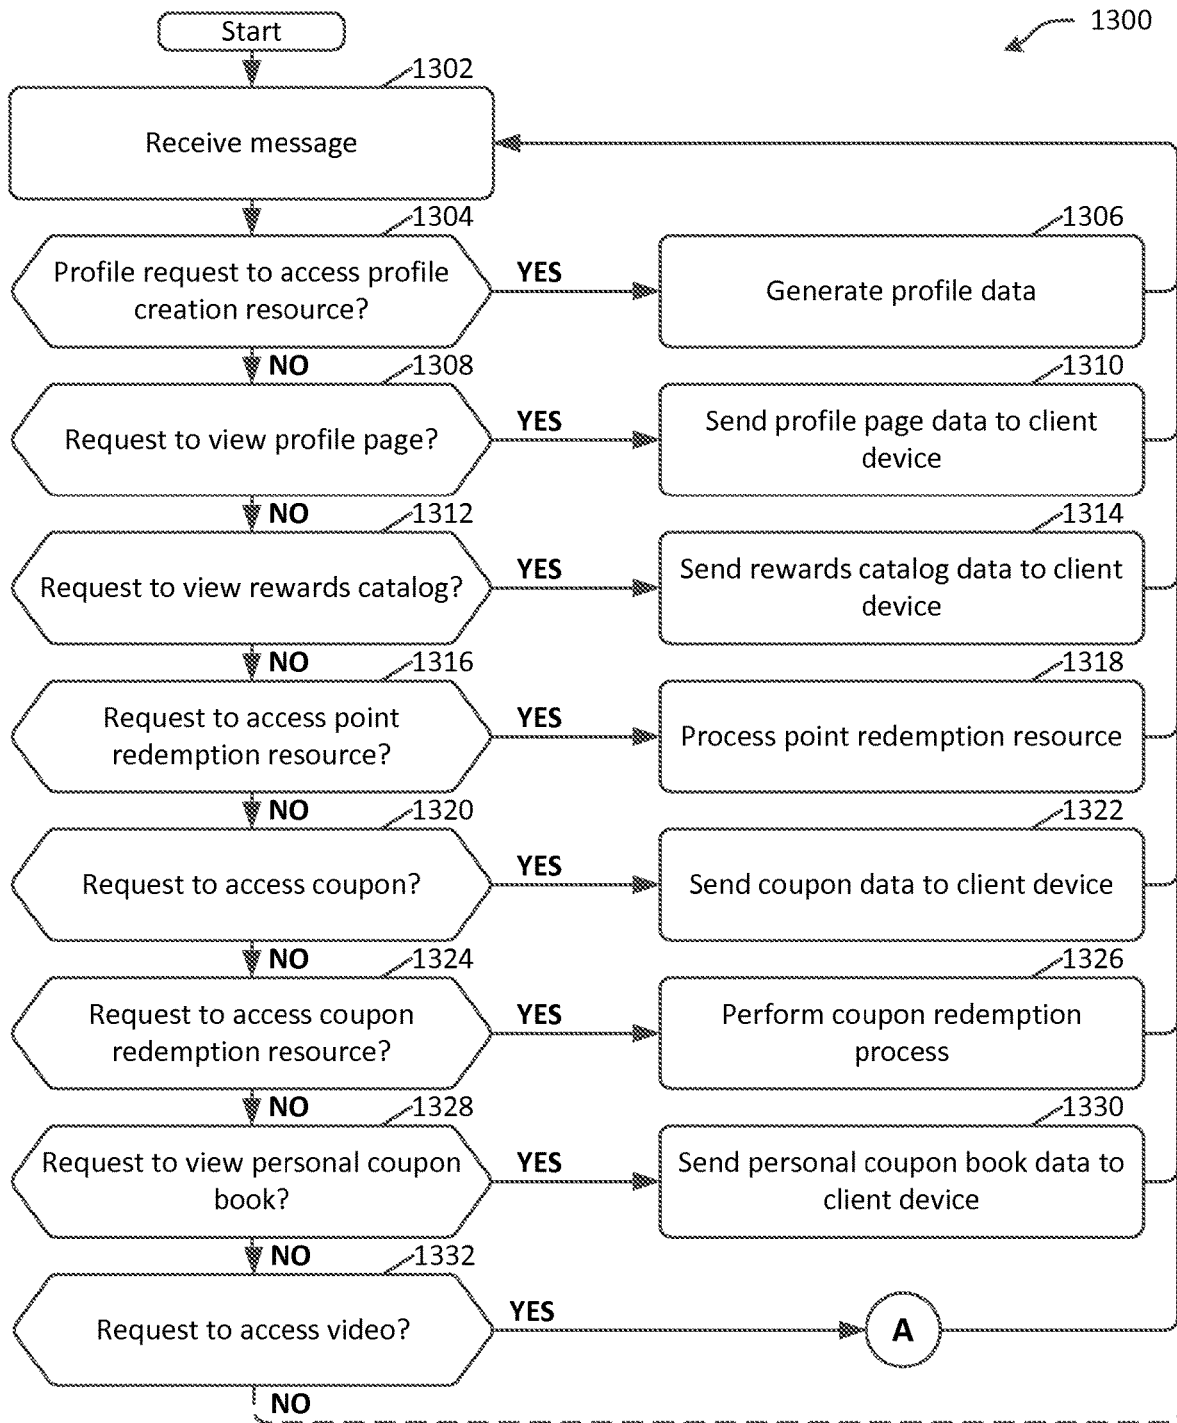 Start
1300
1302
Receive message
1304
Profile request to access profile
creation resource?
YES
1306
Generate profile data
NO
1308
Request to view profile page?
YES
1310
Send profile page data to client
device
NO
1312
Request to view rewards catalog?
YES
1314
Send rewards catalog data to client
device
NO
1316
Request to access point
redemption resource?
YES
1318
Process point redemption resource
NO
1320
Request to access coupon?
YES
1322
Send coupon data to client device
NO
1324
Request to access coupon
redemption resource?
YES
1326
Perform coupon redemption
process
NO
1328
Request to view personal coupon
book?
YES
1330
Send personal coupon book data to
client device
NO
1332
Request to access video?
YES
A
NO